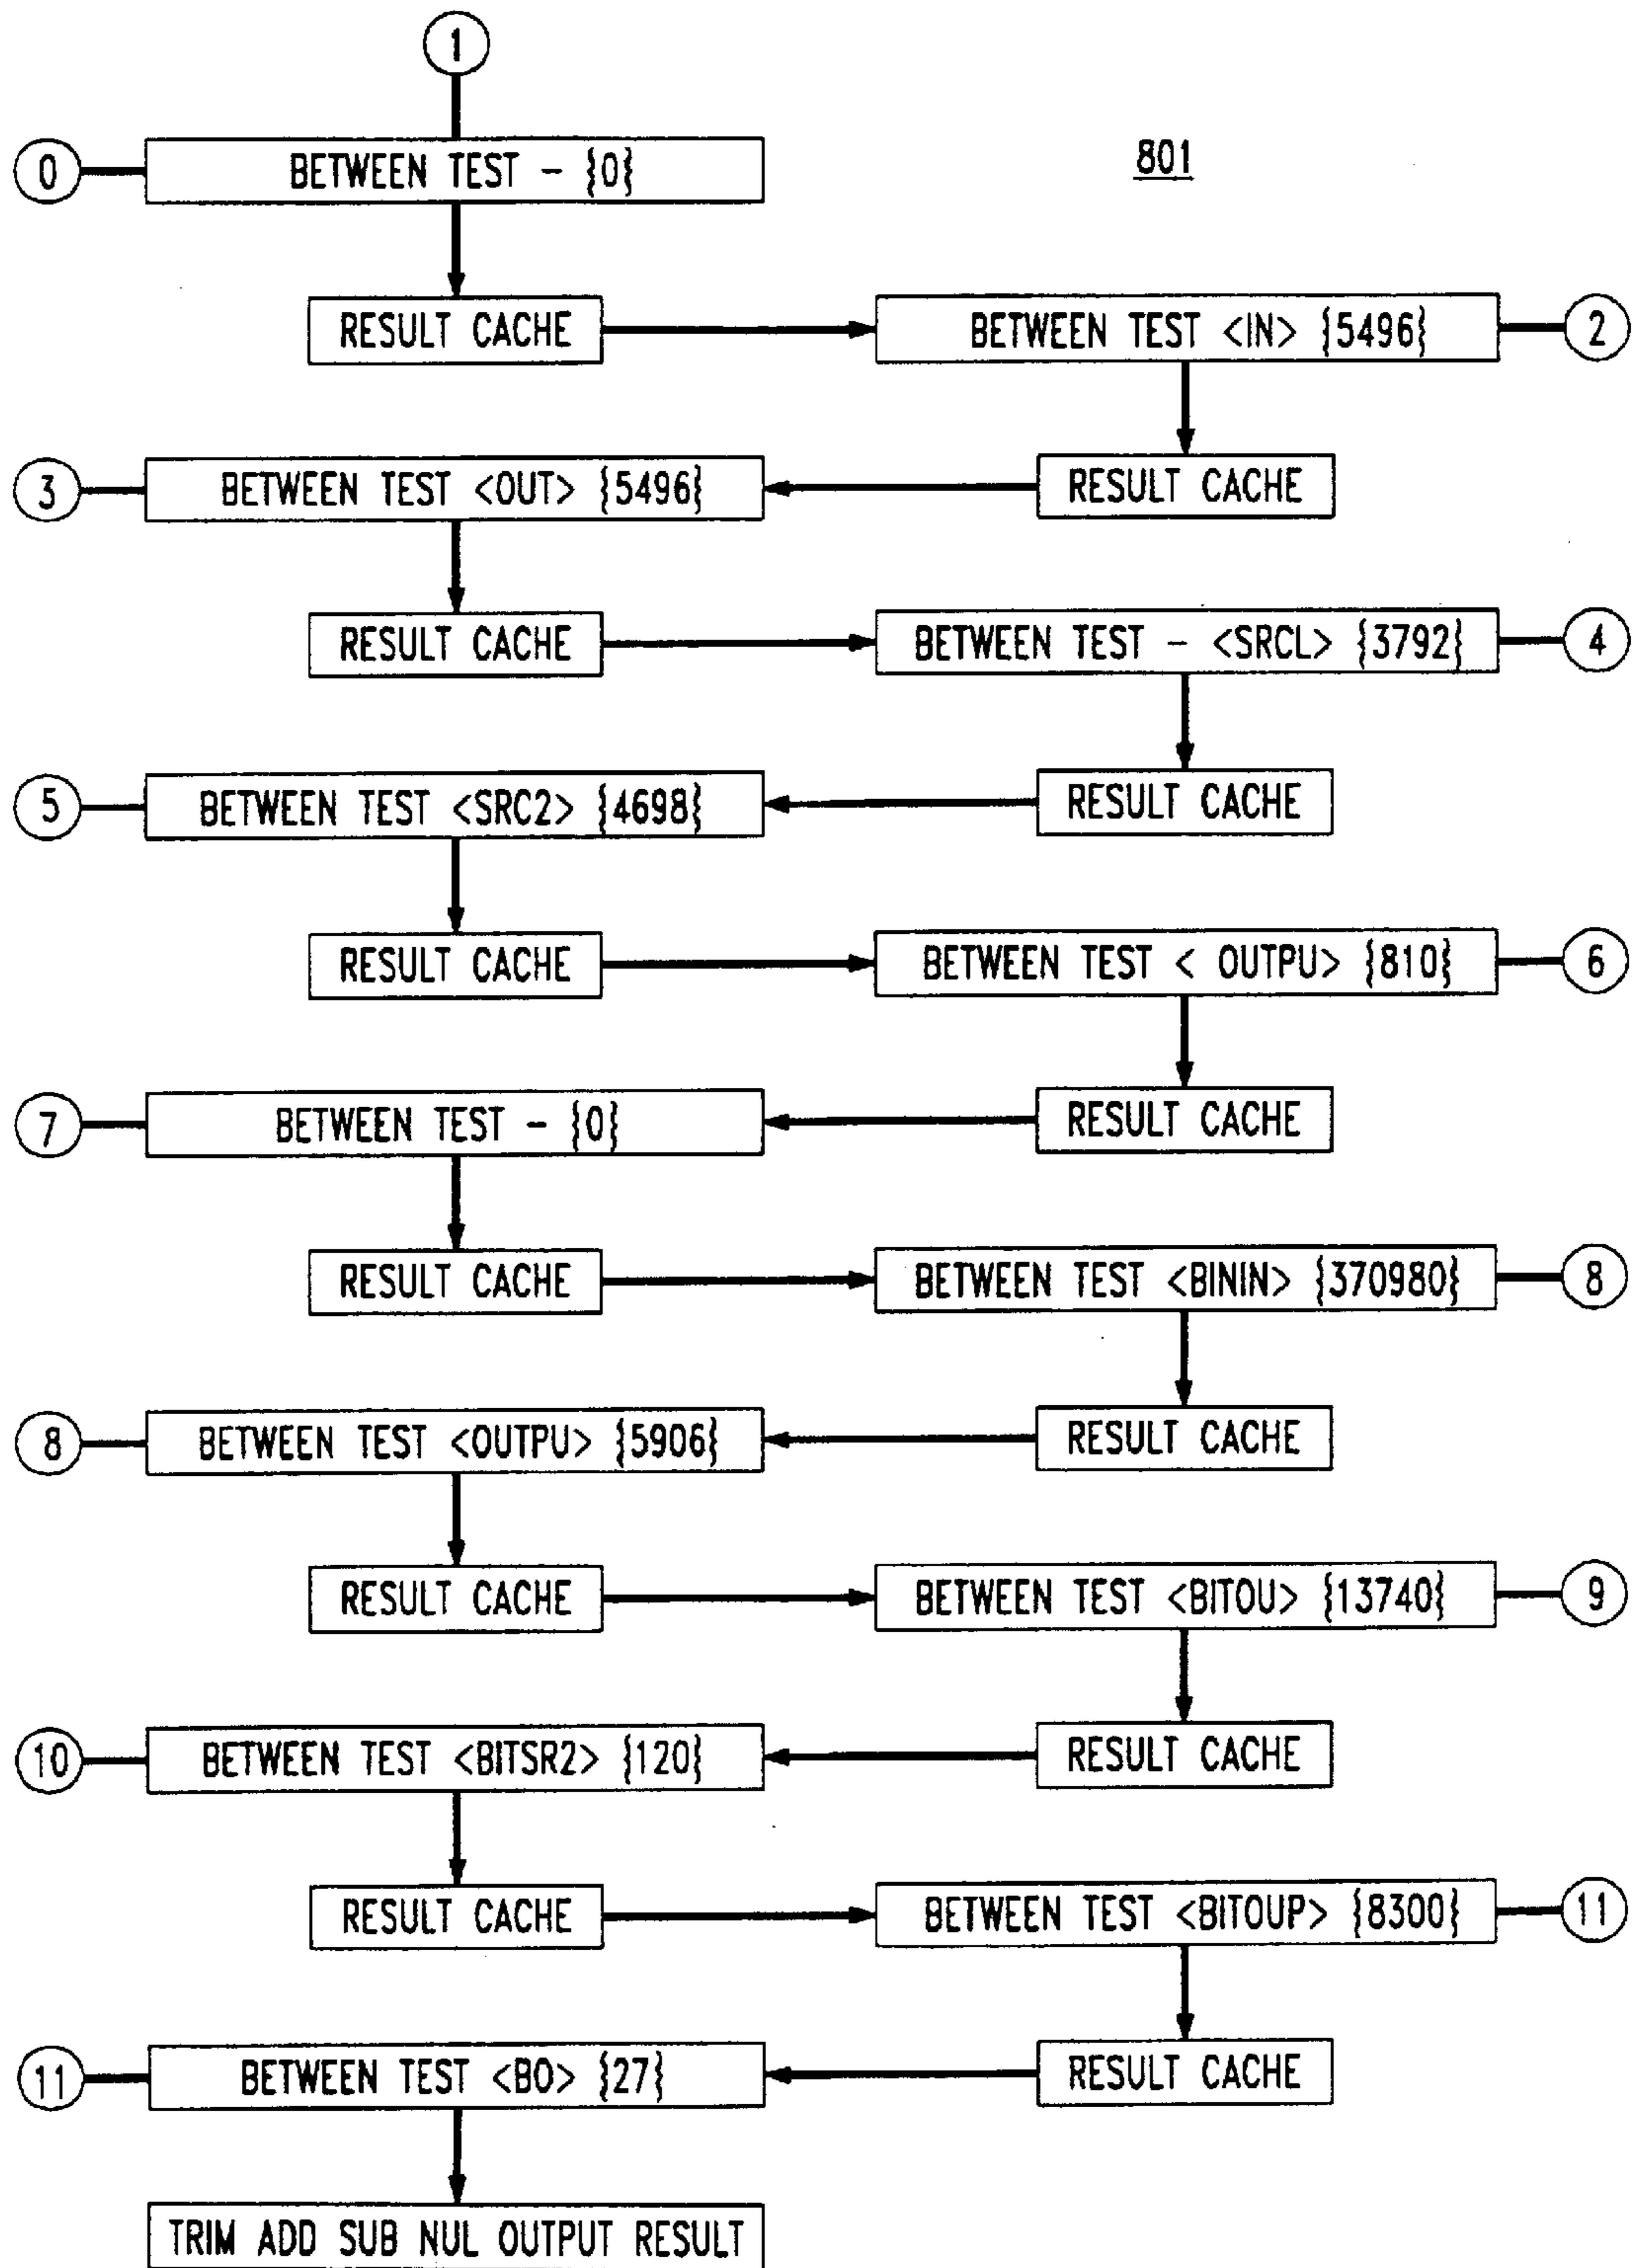 1
0
BETWEEN TEST - {0}
801
RESULT CACHE
BETWEEN TEST <IN> {5496}
2
3
BETWEEN TEST <OUT> {5496}
RESULT CACHE
RESULT CACHE
BETWEEN TEST - <SRCL> {3792}
4
5
BETWEEN TEST <SRC2> {4698}
RESULT CACHE
RESULT CACHE
BETWEEN TEST < OUTPU> {810}
6
7
BETWEEN TEST - {0}
RESULT CACHE
RESULT CACHE
BETWEEN TEST <BININ> {370980}
8
8
BETWEEN TEST <OUTPU> {5906}
RESULT CACHE
RESULT CACHE
BETWEEN TEST <BITOU> {13740}
9
10
BETWEEN TEST <BITSR2> {120}
RESULT CACHE
RESULT CACHE
BETWEEN TEST <BITOUP> {8300}
11
11
BETWEEN TEST <BO> {27}
RESULT CACHE
TRIM ADD SUB NUL OUTPUT RESULT